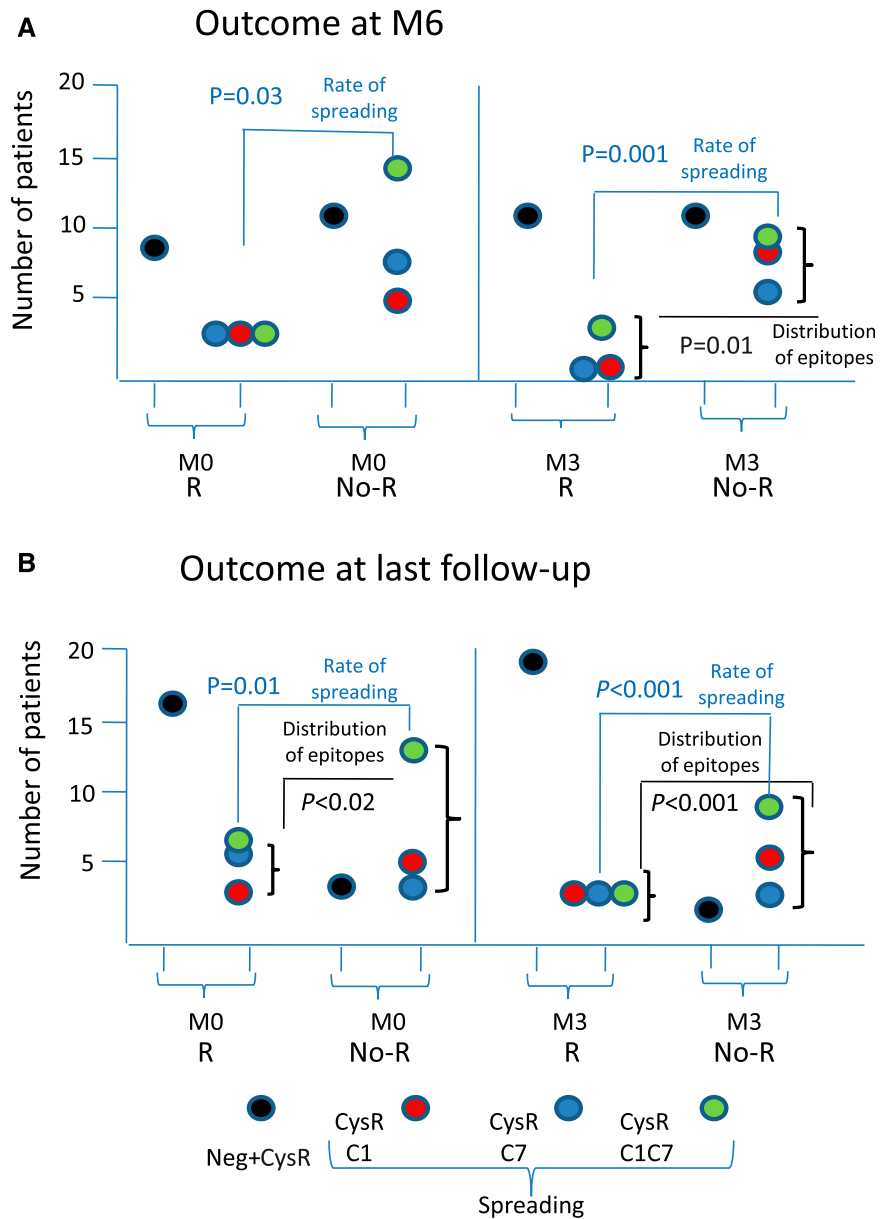 A
Outcome at M6
Number of patients
20
15
10
5
P=0.03
Rate of
spreading
P=0.001
Rate of
spreading
P=0.01
Distribution
of epitopes
M0
R
M0
No-R
M3
R
M3
No-R
B
Outcome at last follow-up
Number of patients
20
15
10
5
P=0.01
Rate of
spreading
Distribution
of epitopes
P<0.02
P<0.001
Rate of
spreading
Distribution
of epitopes
P<0.001
M0
R
M0
No-R
M3
R
M3
No-R
Neg+CysR
CysR
C1
CysR
C7
CysR
C1C7
Spreading